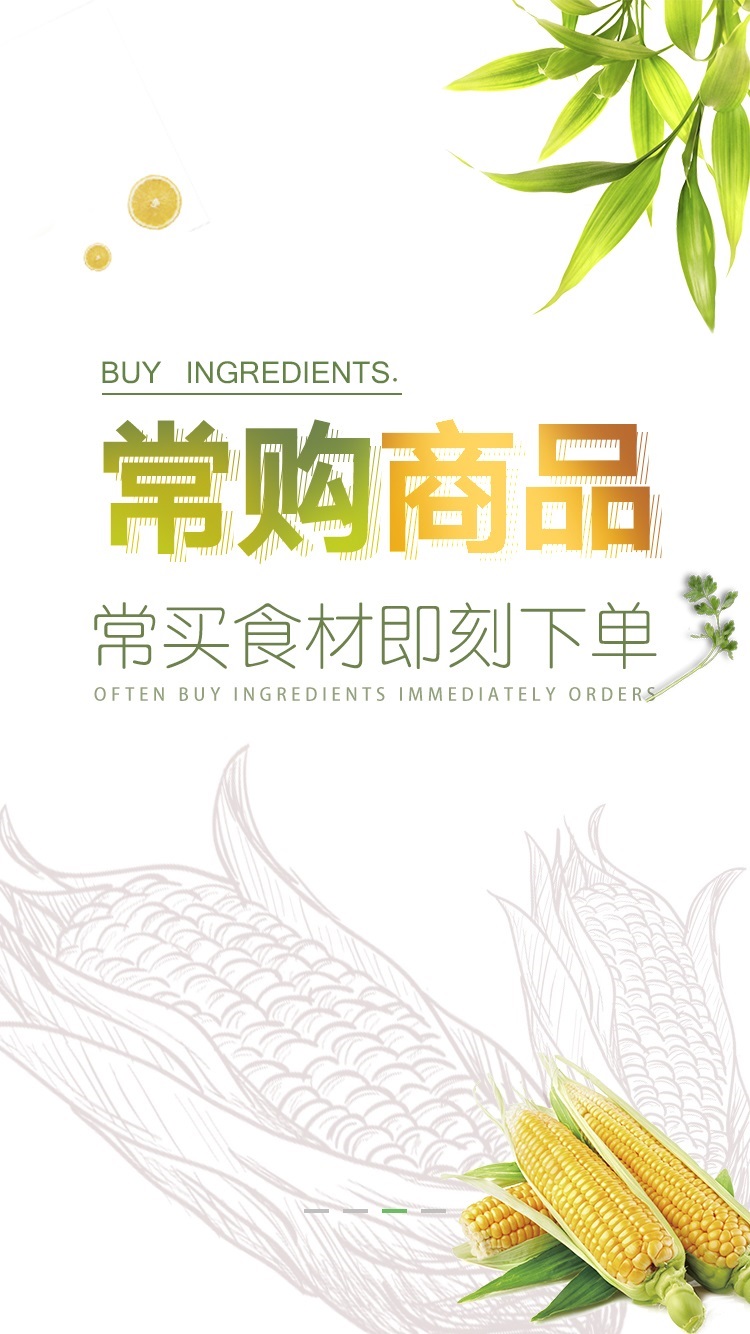 BUY INGREDIENTS.
常购商品
常买食材即刻下单
OFTEN BUY INGREDIENTS IMMEDIATELY ORDERS